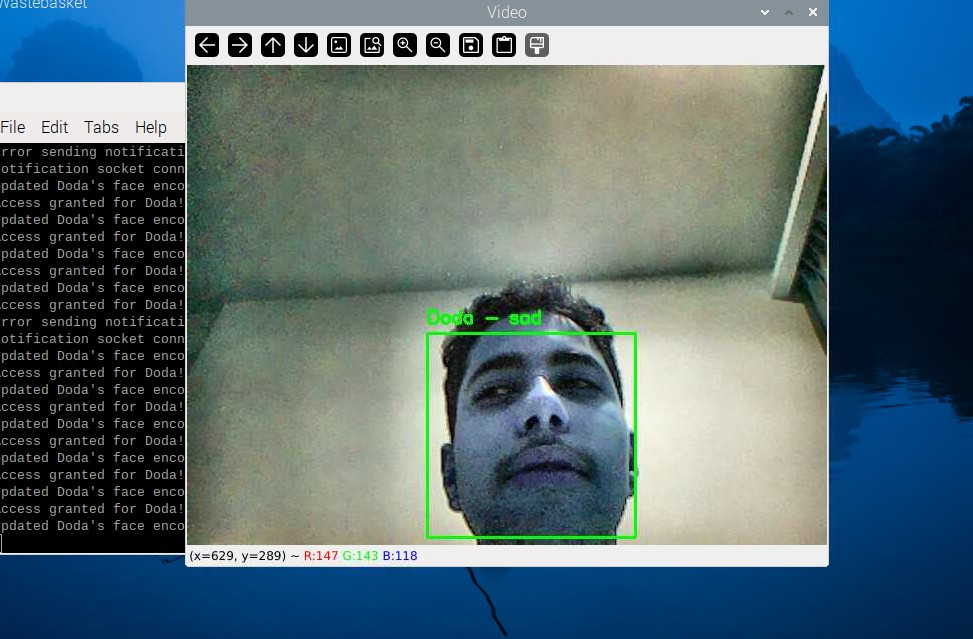 Wastebasket
Video
File Edit Tabs Help
rror sending notificati
otification socket conn
pdated Doda's face enco
ccess granted for Doda!
pdated Doda's face enco
ccess granted for Doda!
pdated Doda's face enco
ccess granted for Doda!
pdated Doda's face enco
ccess granted for Doda!
rror sending notificati
otification socket conn
pdated Doda's face enco
ccess granted for Doda!
pdated Doda's face enco
ccess granted for Doda!
pdated Doda's face enco
ccess granted for Doda!
pdated Doda's face enco
ccess granted for Doda!
pdated Doda's face enco
ccess granted for Doda!
pdated Doda's face enco
Doda - sad
(x=629, y=289) ~ R:147 G:143 B:118